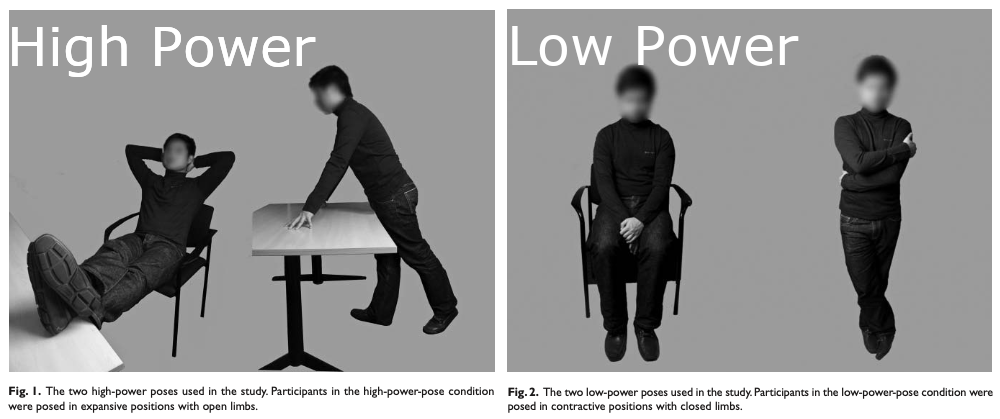 High Power
Low Power
Fig. 1. The two high-power poses used in the study. Participants in the high-power-pose condition
were posed in expansive positions with open limbs.
Fig. 2. The two low-power poses used in the study. Participants in the low-power-pose condition were
posed in contractive positions with closed limbs.